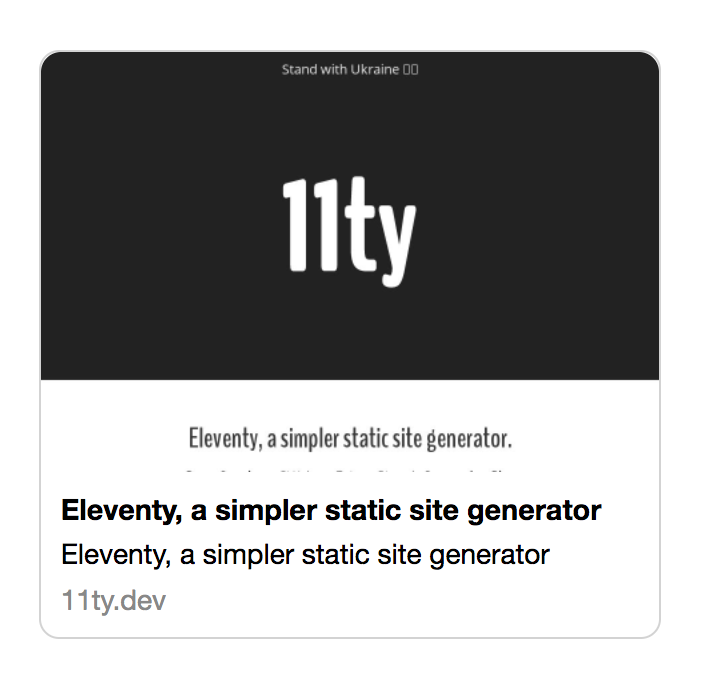 Stand with Ukraine
11ty
Eleventy, a simpler static site generator.
Eleventy, a simpler static site generator
Eleventy, a simpler static site generator
11ty.dev